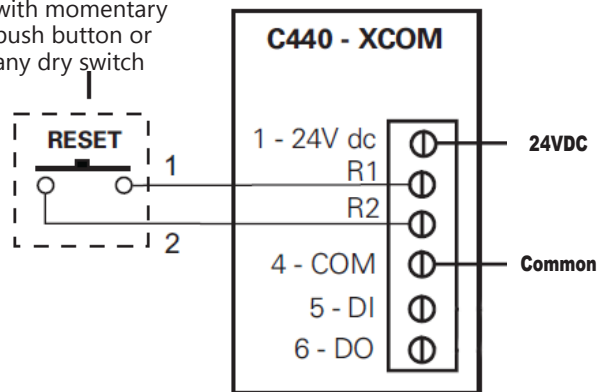 with momentary
push button or
any dry switch
C440 - XCOM
RESET
1 - 24V dc
24VDC
1
R1
R2
2
4 - COM
Common
5 - DI
6 - DO